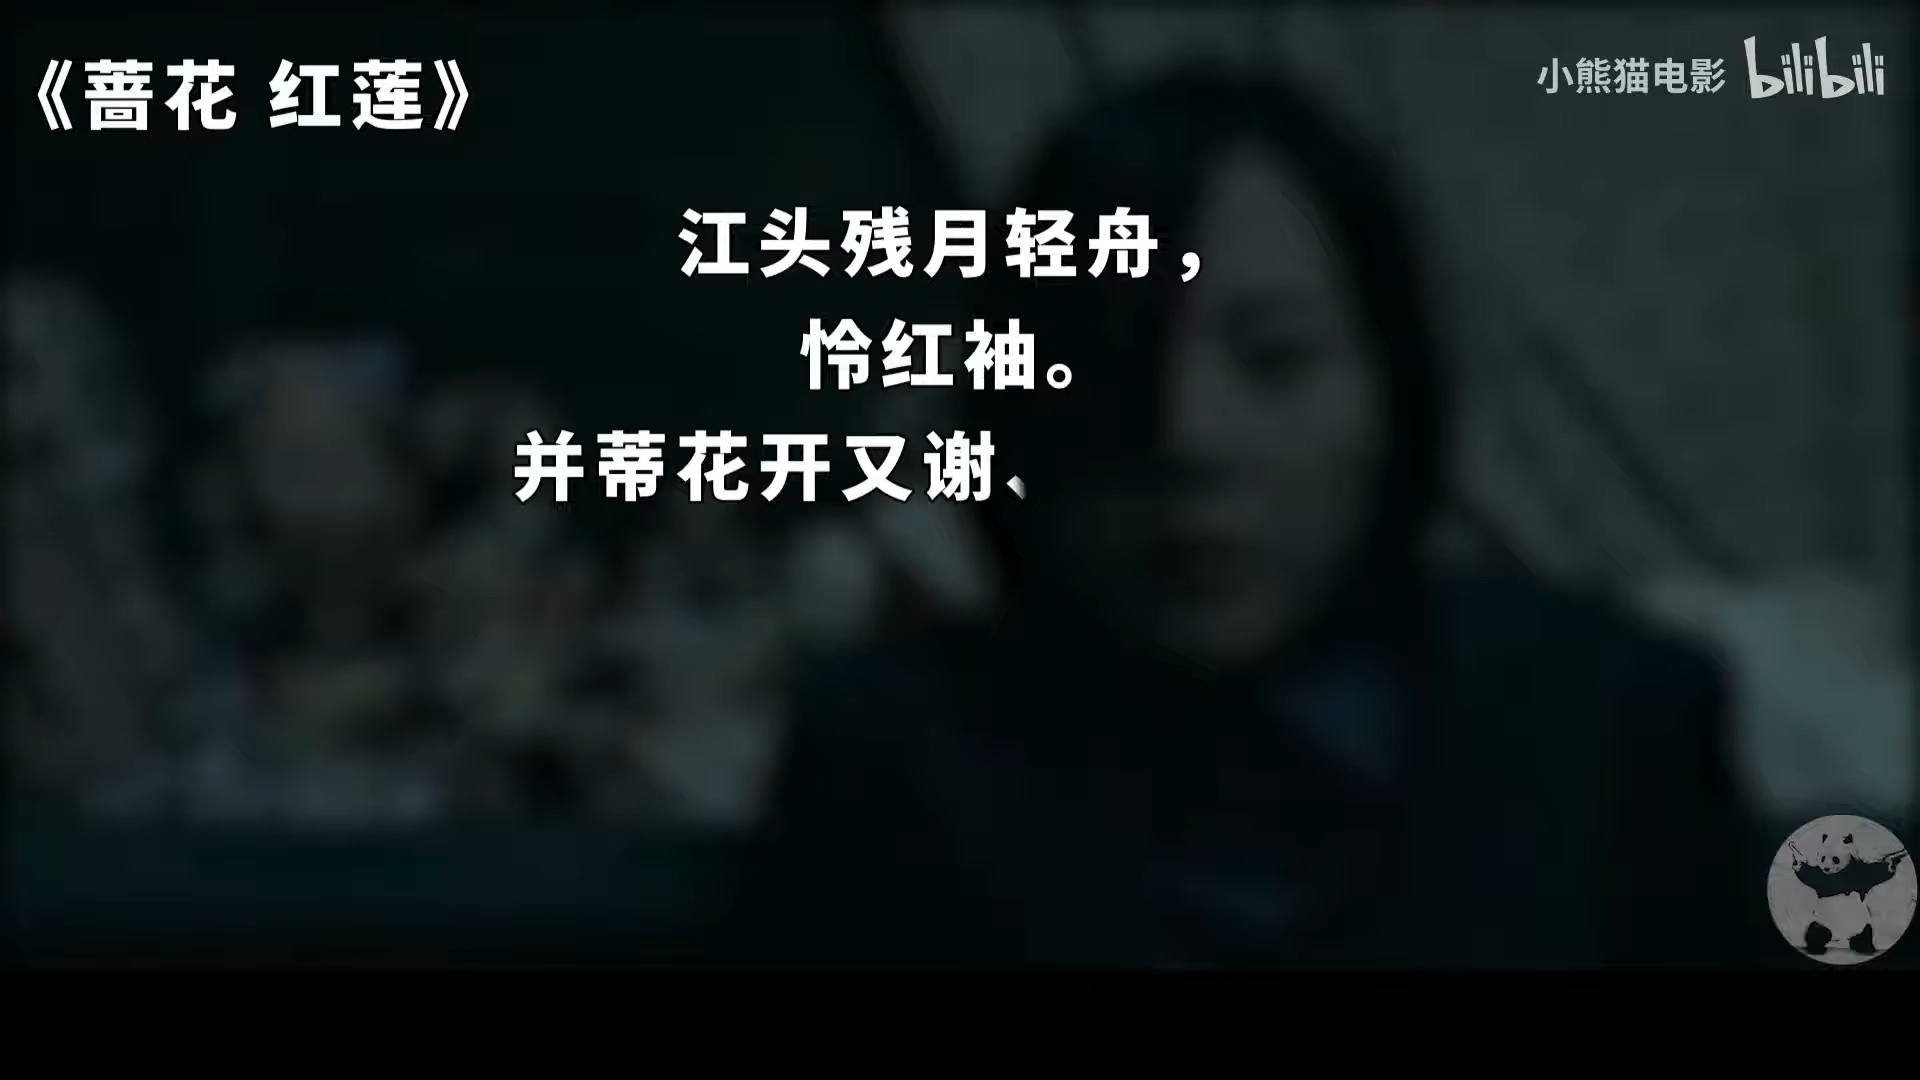 《蔷花 红莲》
小熊猫电影 bilibili
江头残月轻舟，
怜红袖。
并蒂花开又谢、